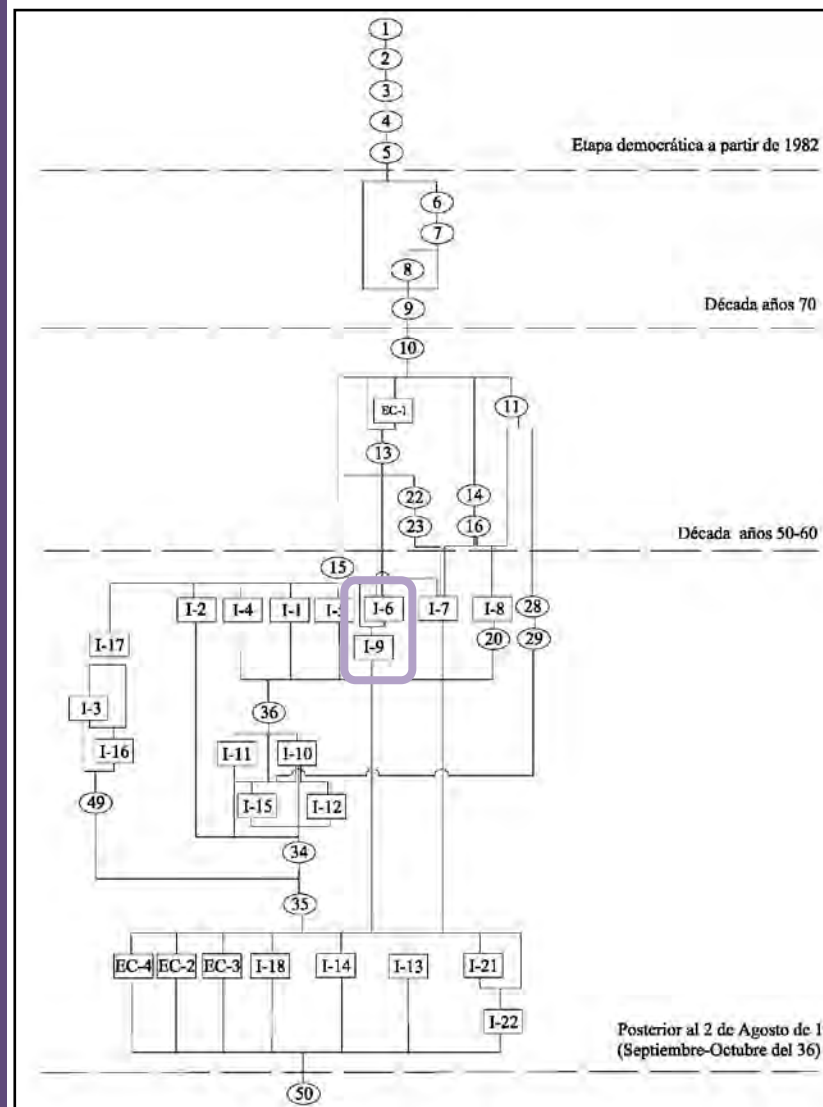 1
2
3
4
5
Etapa democrática a partir de 1982
6
7
8
9
Década años 70
10
EC-1
11
13
22
14
23
16
Década años 50-60
15
I-2
I-4
I-1
I-6
I-7
I-8
28
I-17
I-9
20
29
I-3
36
I-16
I-11
I-10
49
I-15
I-12
34
35
EC-4
EC-2
EC-3
I-18
I-14
I-13
I-21
I-22
Posterior al 2 de Agosto de 1
(Septiembre-Octubre del 36)
50